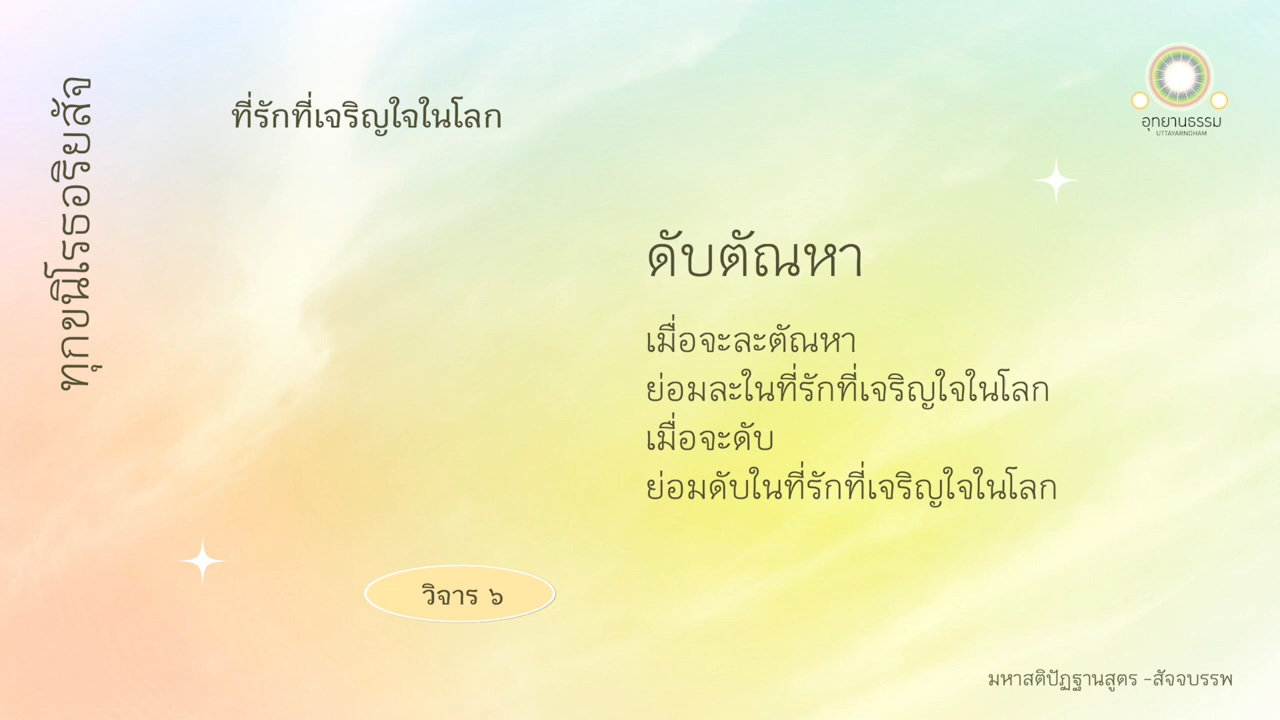 ทุกขนิโรธอริยสัจ
ที่รักที่เจริญใจในโลก
อุทยานธรรม
UTTAYARNDHAM
ดับตัณหา
เมื่อจะละตัณหา
ย่อมละในที่รักที่เจริญใจในโลก
เมื่อจะดับ
ย่อมดับในที่รักที่เจริญใจในโลก
วิจาร ๖
มหาสติปัฏฐานสูตร -สัจจบรรพ